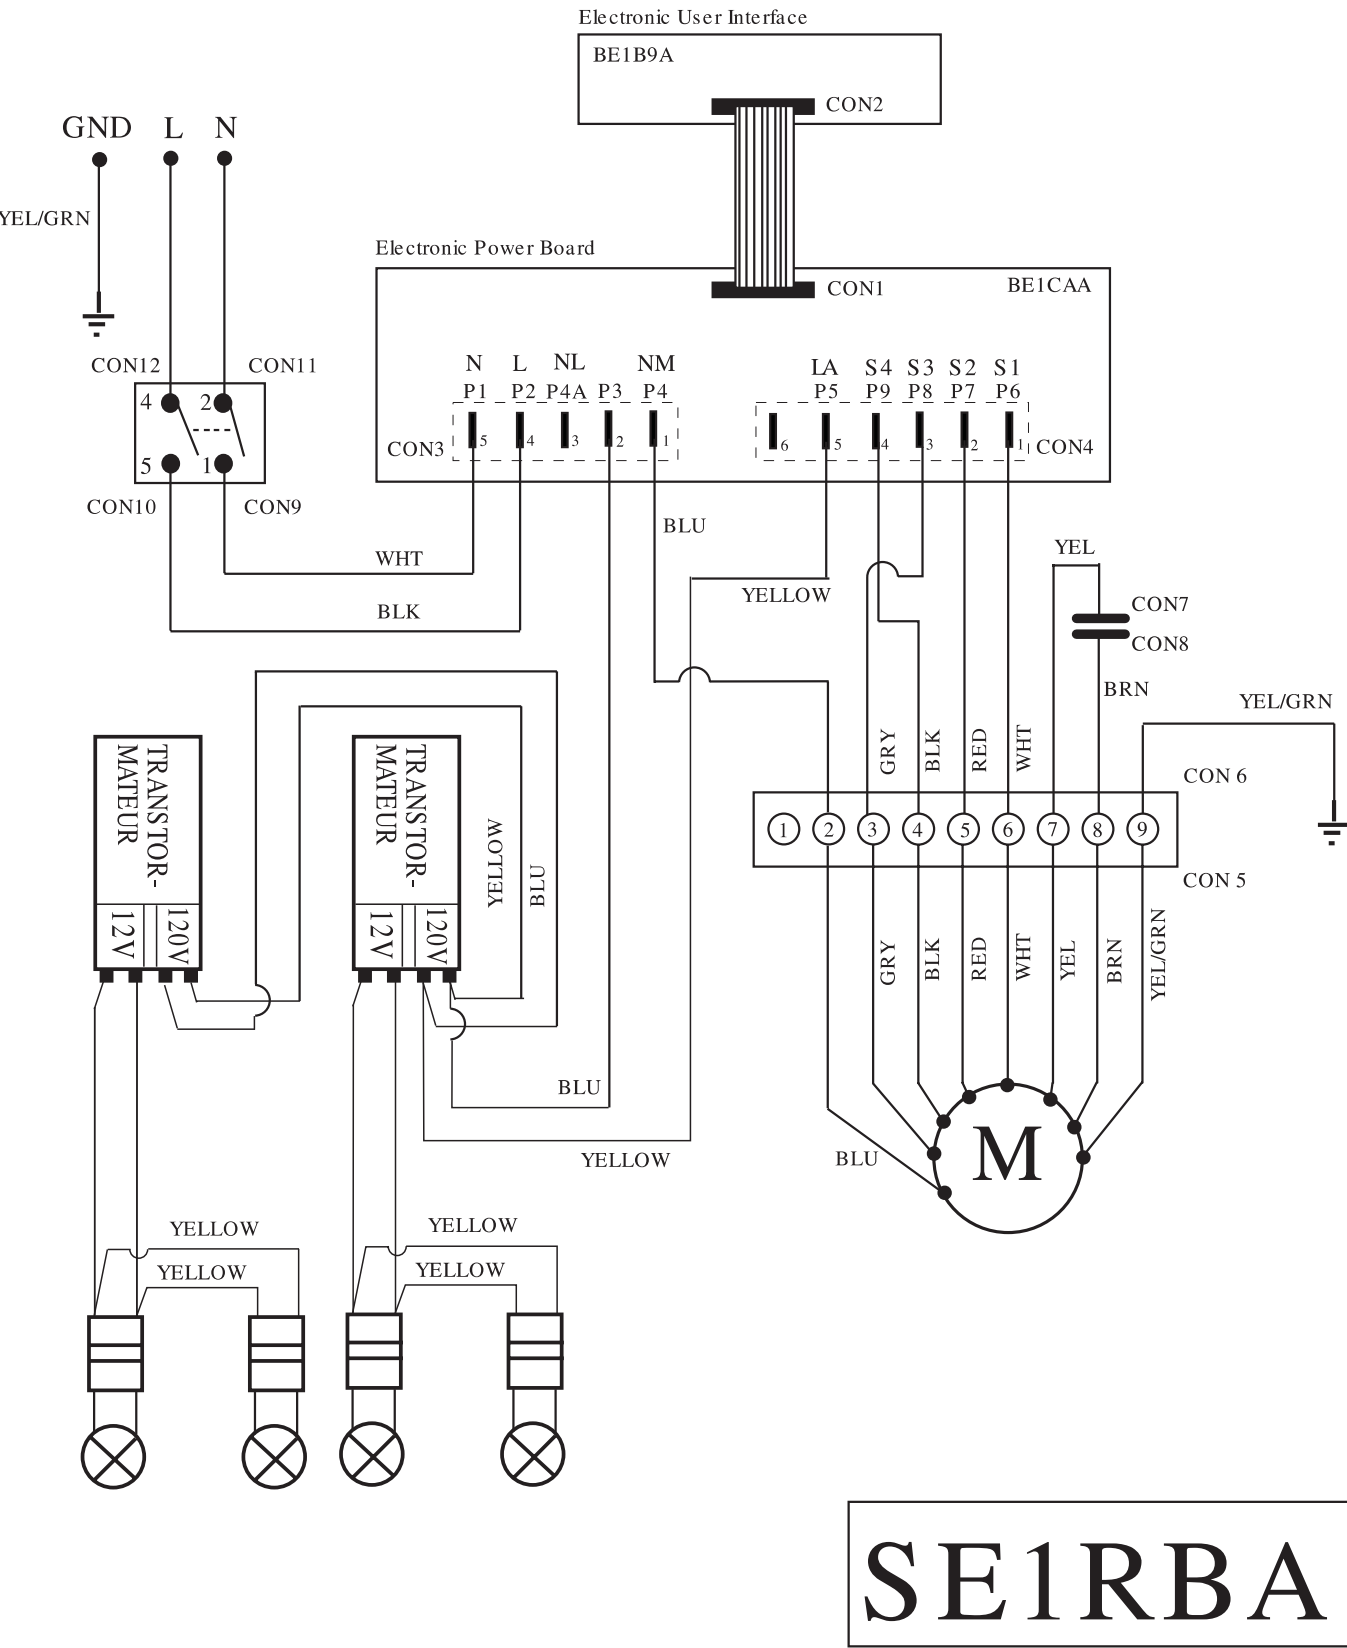 Electronic User Interface
BE1B9A
CON2
GND L N
YEL/GRN
Electronic Power Board
CON1
BE1CAA
CON12
CON11
4 2
5 1
CON10
CON9
N L NL NM
P1 P2 P4A P3 P4
CON3
5 4 3 2 1
LA S4 S3 S2 S1
P5 P9 P8 P7 P6
6 5 4 3 2 1
CON4
WHT
BLK
BLU
YELLOW
YEL
CON7
CON8
BRN
YEL/GRN
GRY
BLK
RED
WHT
CON 6
1 2 3 4 5 6 7 8 9
CON 5
TRANSTOR-
MATEUR
12V
120V
TRANSTOR-
MATEUR
12V
120V
YELLOW
BLU
GRY
BLK
RED
WHT
YEL
BRN
YEL/GRN
BLU
YELLOW
BLU
M
YELLOW
YELLOW
YELLOW
YELLOW
SE1RBA